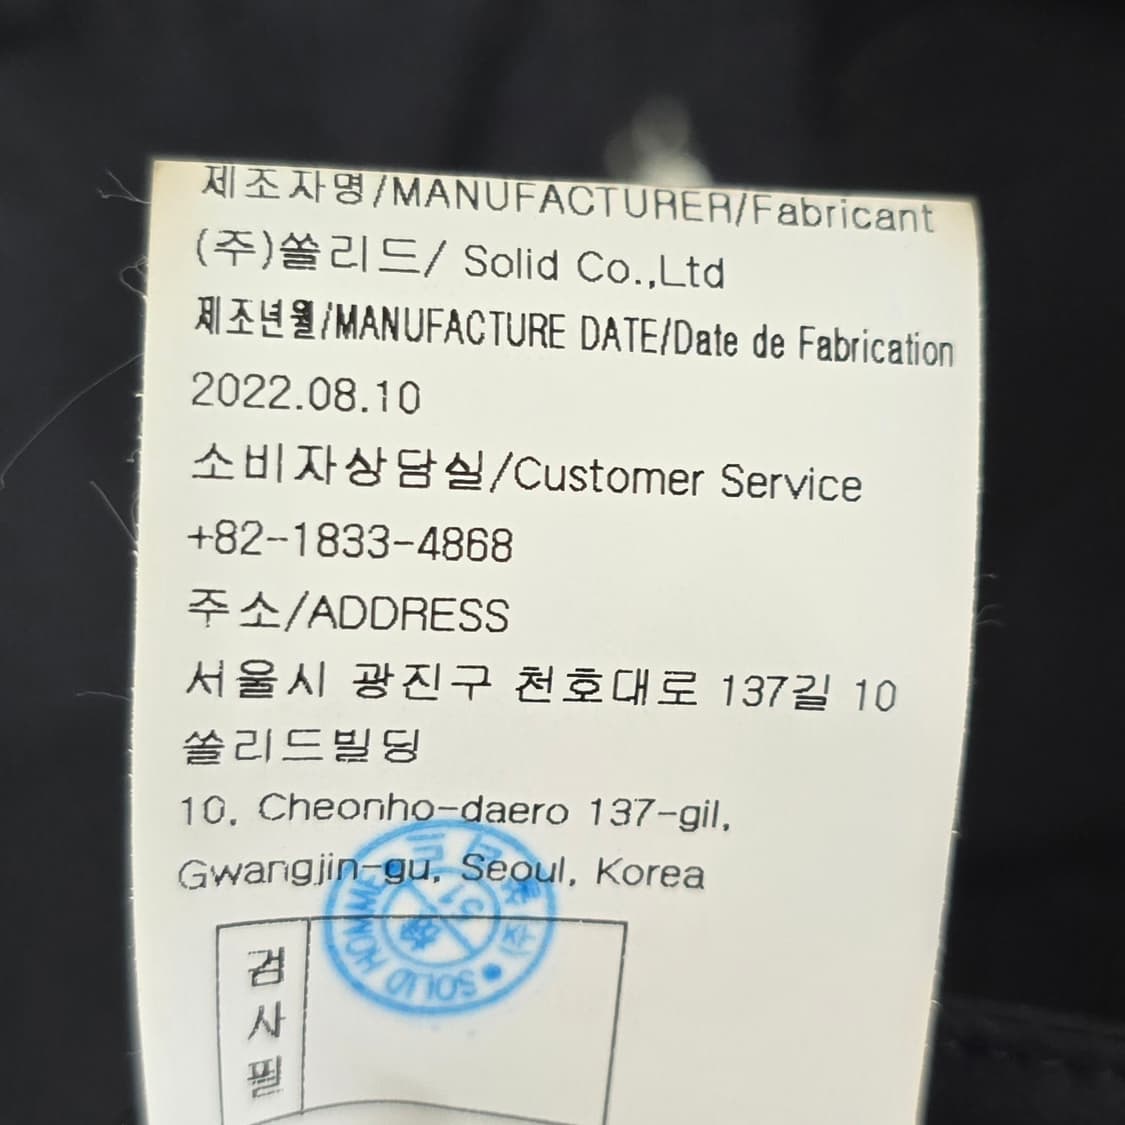 제조자명/MANUFACTURER/Fabricant
(주)쏠리드/ Solid Co.,Ltd
제조년월/MANUFACTURE DATE/Date de Fabrication
2022.08.10
소비자상담실/Customer Service
+82-1833-4868
주소/ADDRESS
서울시 광진구 천호대로 137길 10
쏠리드빌딩
10, Cheonho-daero 137-gil,
Gwangjin-gu, Seoul, Korea
SOLID HOMME
검사필